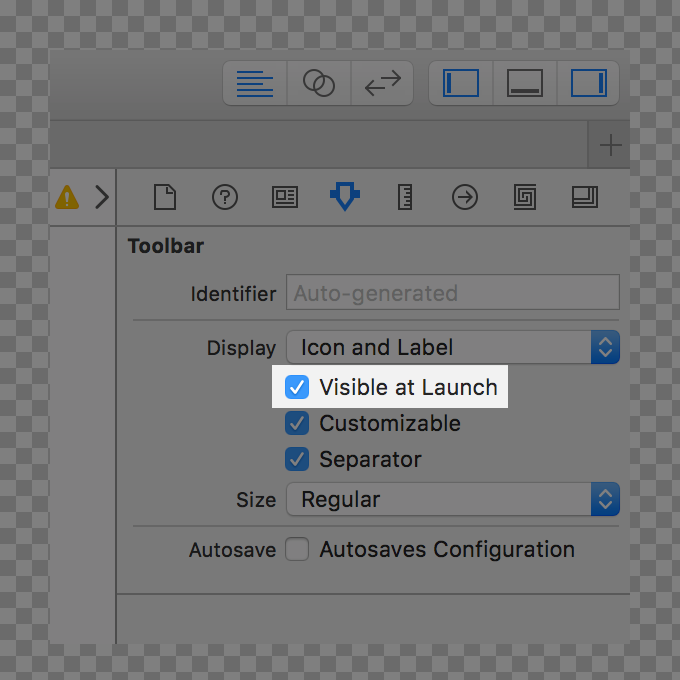 Toolbar
Identifier Auto-generated
Display Icon and Label
Visible at Launch
Customizable
Separator
Size Regular
Autosave Autosaves Configuration